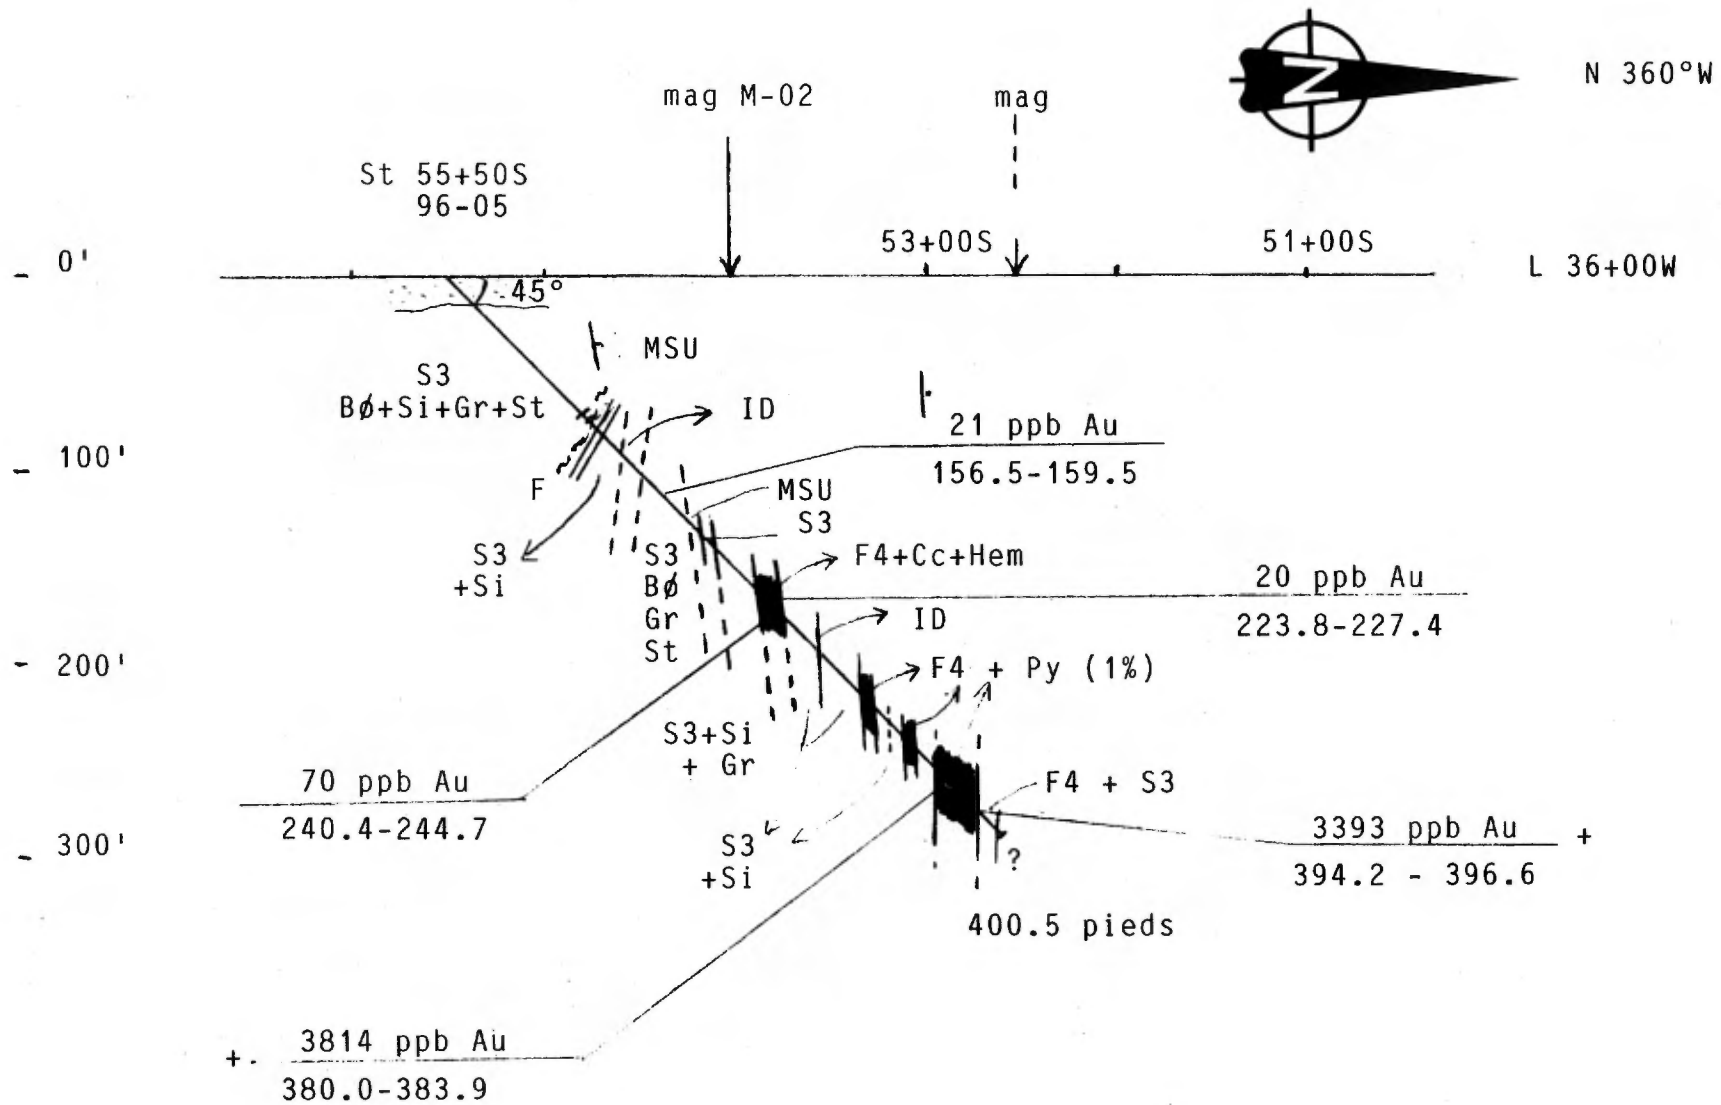 N 360°W
N
mag M-02
mag
St 55+50S
96-05
53+00S
51+00S
0'
L 36+00W
45°
MSU
S3
Bø+Si+Gr+St
ID
21 ppb Au
156.5-159.5
100'
F
MSU
S3
S3
+Si
S3
Bø
Gr
St
F4+Cc+Hem
20 ppb Au
223.8-227.4
ID
200'
F4 + Py (1%)
S3+Si
+ Gr
70 ppb Au
240.4-244.7
F4 + S3
3393 ppb Au +
394.2 - 396.6
300'
S3
+Si
?
400.5 pieds
+. 3814 ppb Au
380.0-383.9